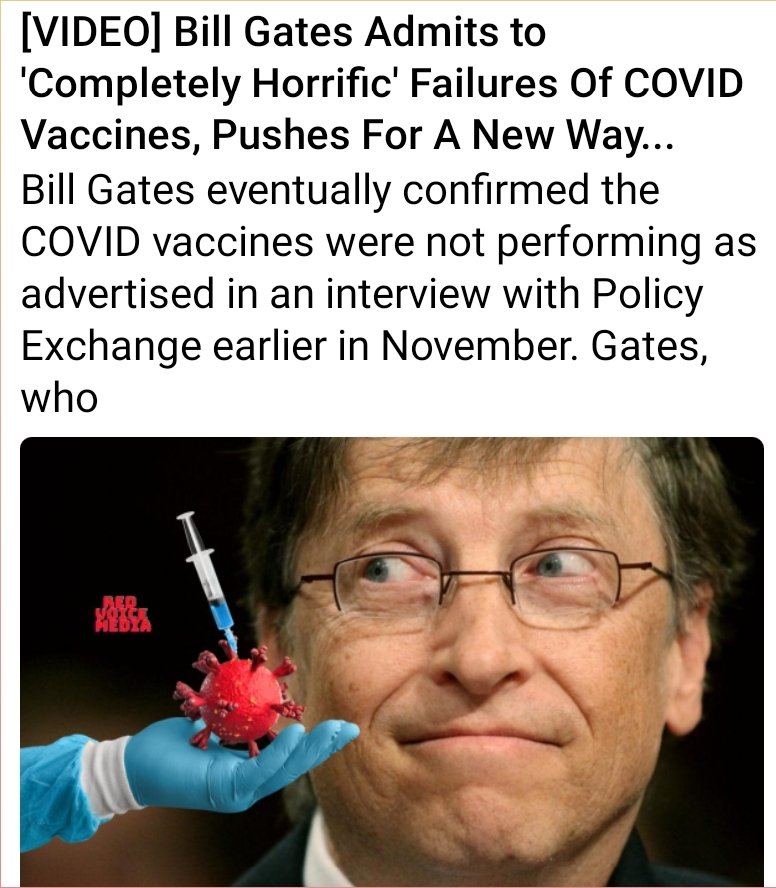 [VIDEO] Bill Gates Admits to
'Completely Horrific' Failures Of COVID
Vaccines, Pushes For A New Way...
Bill Gates eventually confirmed the
COVID vaccines were not performing as
advertised in an interview with Policy
Exchange earlier in November. Gates,
who
RED
VOICE
MEDIA